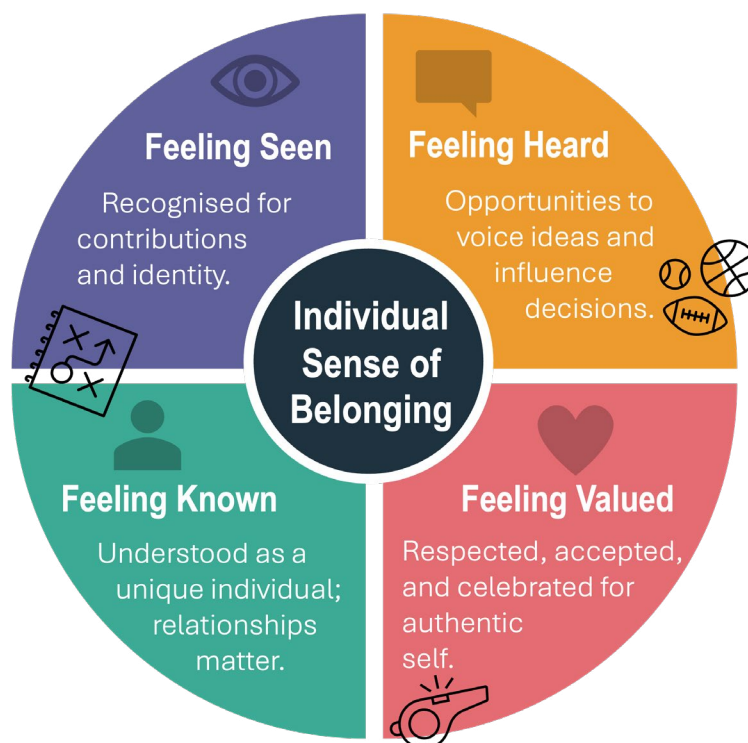 Feeling Seen
Recognised for
contributions
and identity.
Feeling Heard
Opportunities to
voice ideas and
influence
decisions.
Individual
Sense of
Belonging
Feeling Known
Understood as a
unique individual;
relationships
matter.
Feeling Valued
Respected, accepted,
and celebrated for
authentic
self.